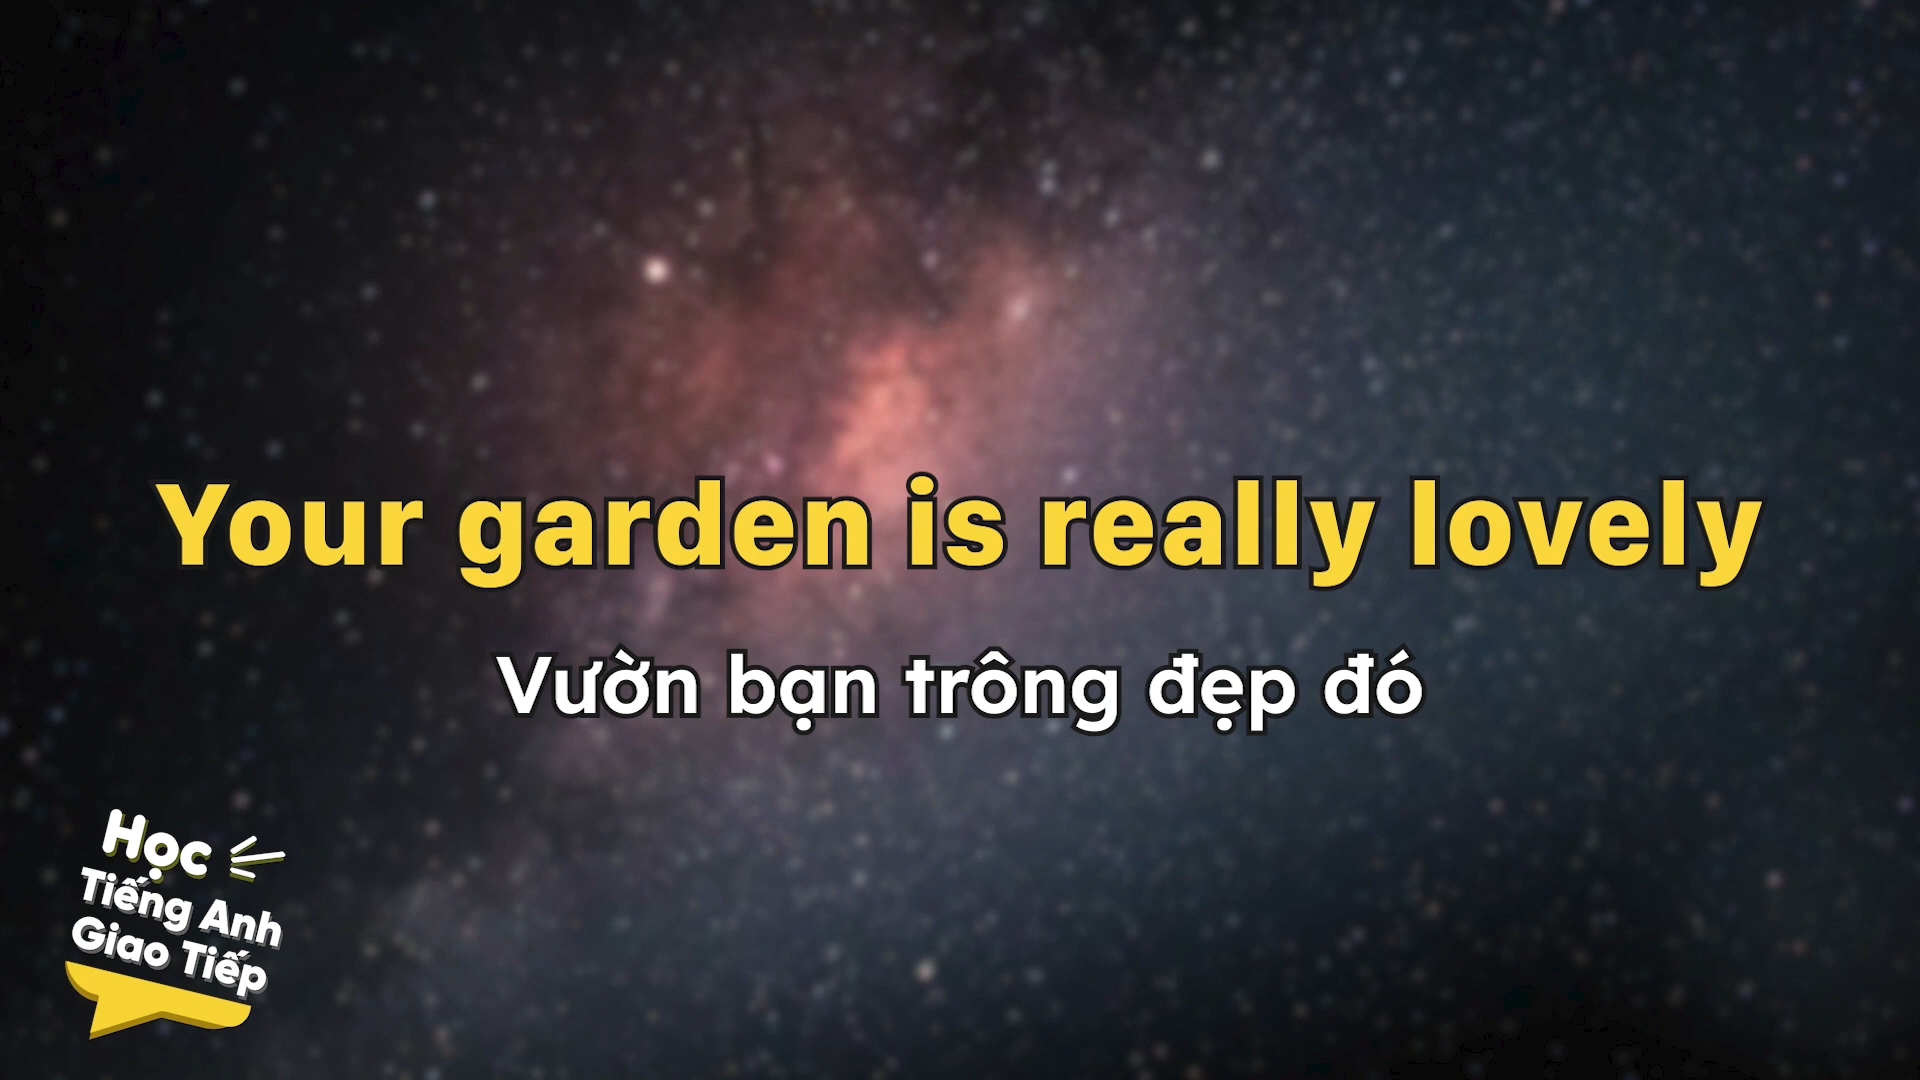 Your garden is really lovely
Vườn bạn trông đẹp đó
Học
Tiếng Anh
Giao Tiếp